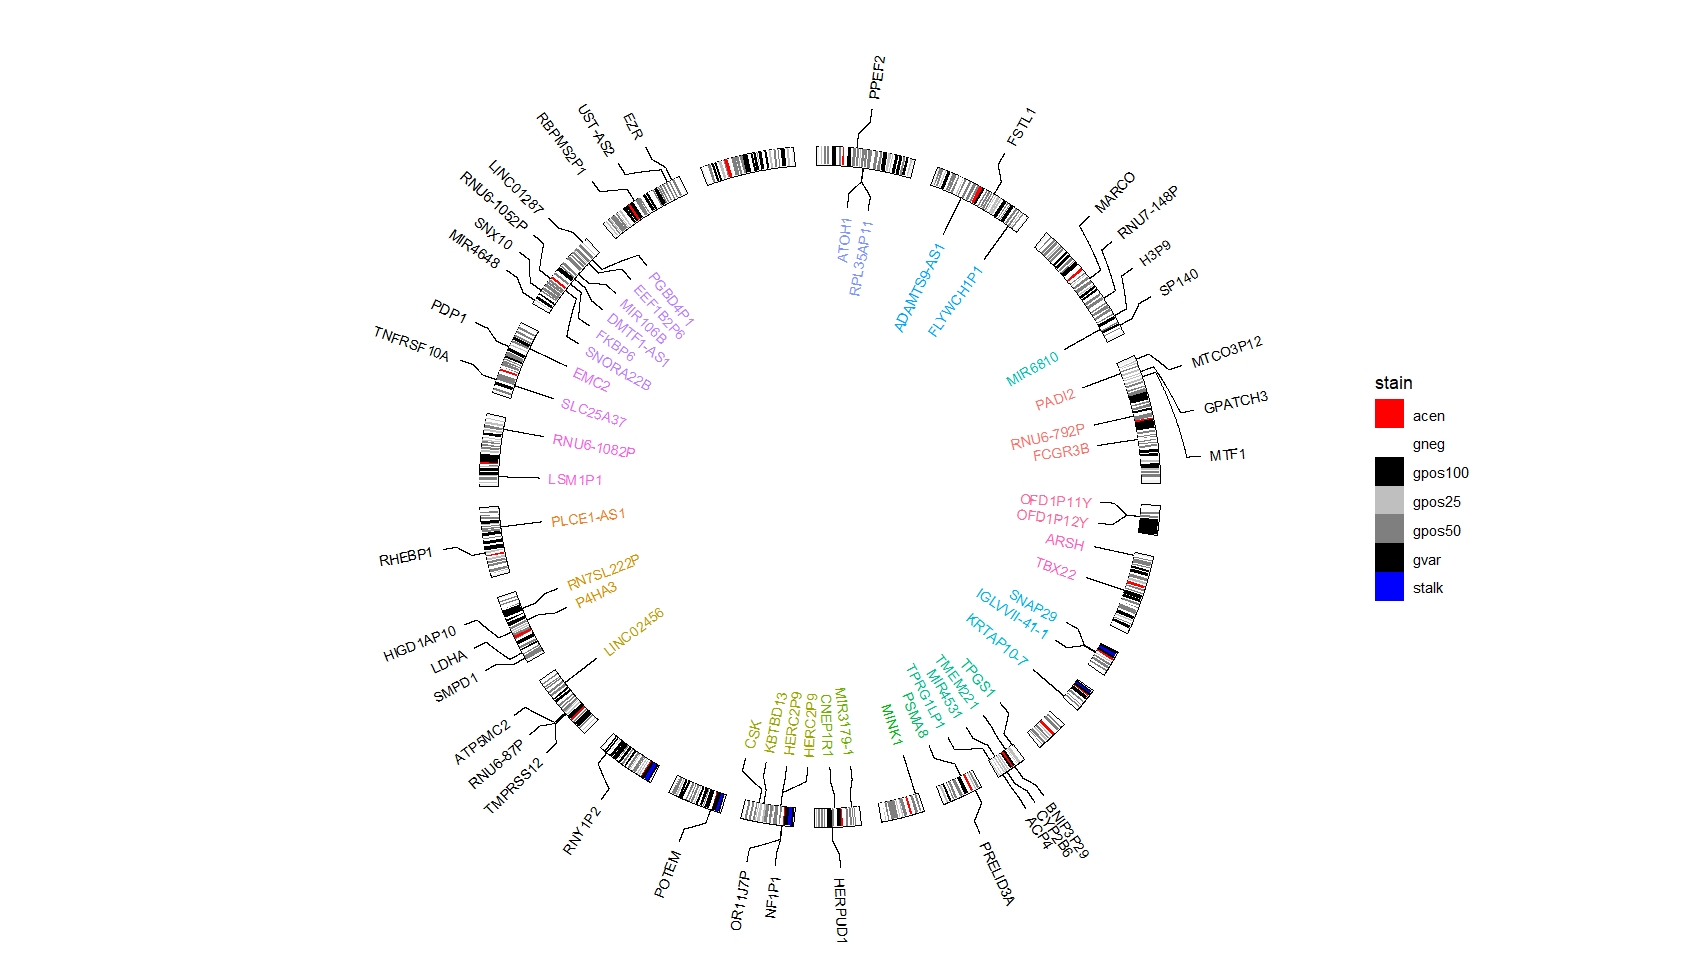 PPEF2
FSTL1
MARCO
RNU7-148P
H3P9
SP140
MTCO3P12
GPATCH3
MTF1
EZR
UST-AS2
RBPMS2P1
LINC01287
RNU6-1052P
SNX10
MIR4648
PDP1
TNFRSF10A
RHEBP1
HIGD1AP10
LDHA
SMPD1
ATP5MC2
RNU6-87P
TMPRSS12
RNY1P2
POTEM
OR11J7P
NF1P1
HERPUD1
PRELID3A
ACP4
CYP2B6
BNIP3P29
ATOH1
RPL35AP11
ADAMTS9-AS1
FLYWCH1P1
MIR6810
PADI2
RNU6-792P
FCGR3B
OFD1P11Y
OFD1P12Y
ARSH
TBX22
SNAP29
IGLVVII-41-1
KRTAP10-7
TPGS1
TMEM221
MIR4531
TPRG1LP1
PSMA8
MINK1
MIR3179-1
CNEP1R1
HERC2P9
HERC2P9
KBTBD13
CSK
LINC02456
P4HA3
RN7SL222P
PLCE1-AS1
LSM1P1
RNU6-1082P
SLC25A37
EMC2
SNORA22B
FKBP6
DMTF1-AS1
MIR106B
EEF1B2P6
PGBD4P1
stain
acen
gneg
gpos100
gpos25
gpos50
gvar
stalk